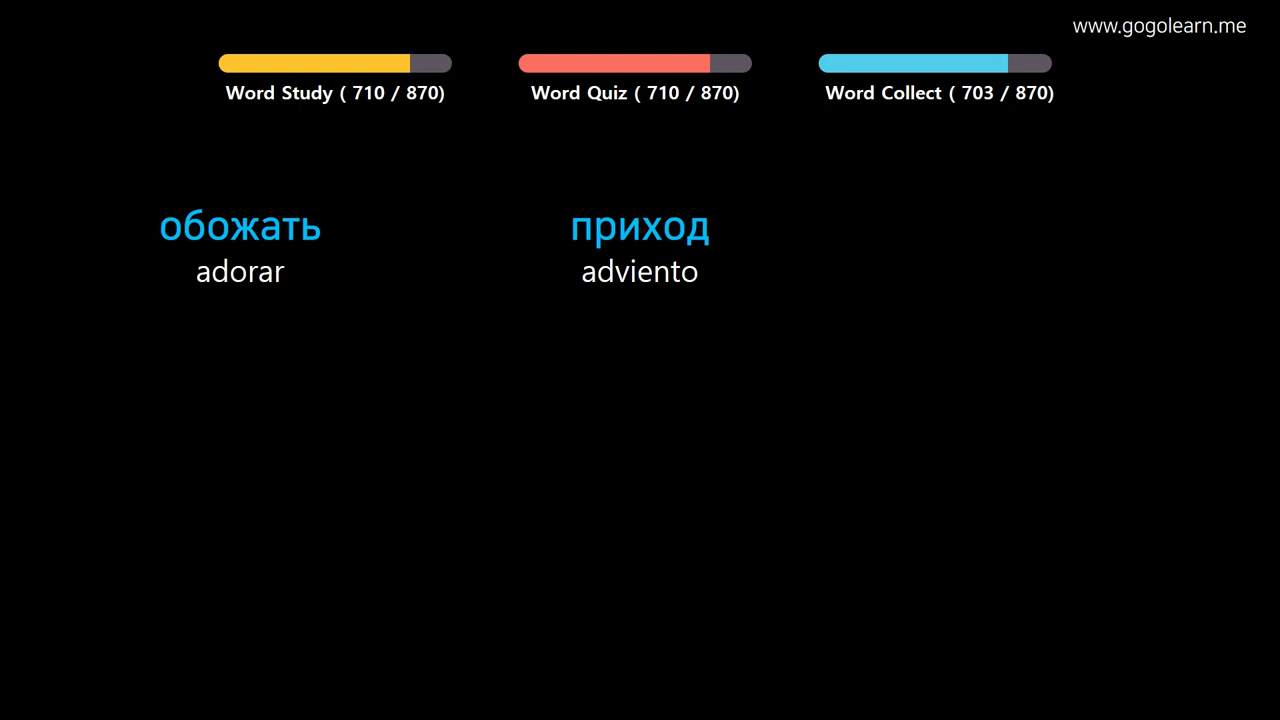 www.gogolearn.me
Word Study ( 710 / 870)
Word Quiz ( 710 / 870)
Word Collect ( 703 / 870)
обожать
adorar
приход
adviento